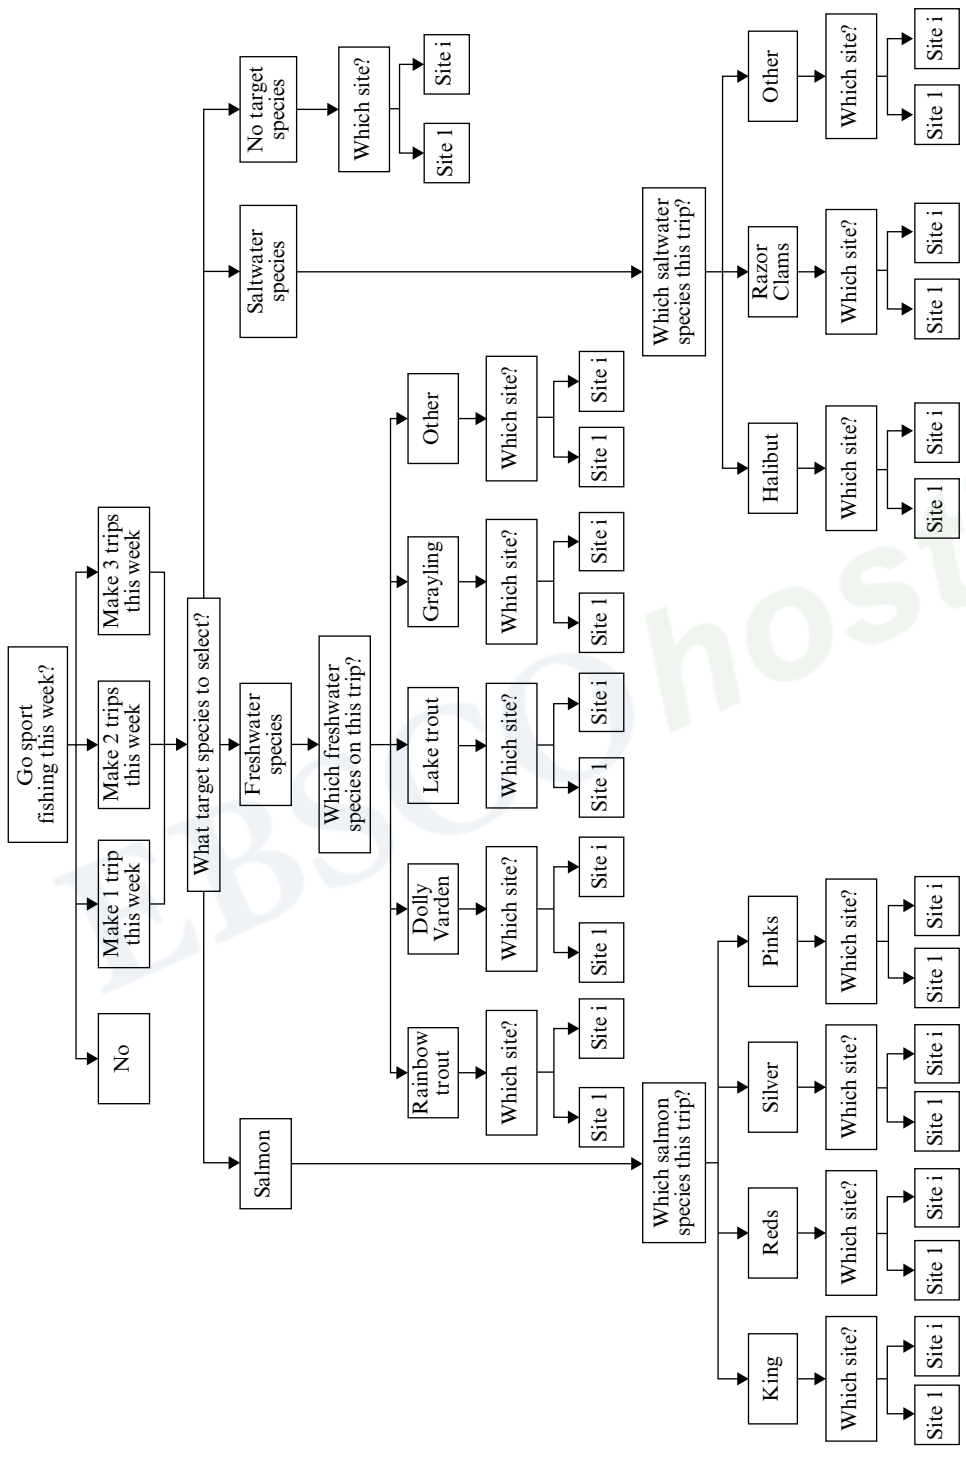 Go sport
fishing this week?
No
Make 1 trip
this week
Make 2 trips
this week
Make 3 trips
this week
What target species to select?
Salmon
Freshwater
species
Saltwater
species
No target
species
Which site?
Site 1
Site i
Which freshwater
species on this trip?
Rainbow
trout
Dolly
Varden
Lake trout
Grayling
Other
Which site?
Which site?
Which site?
Which site?
Which site?
Site 1
Site i
Site 1
Site i
Site 1
Site i
Site 1
Site i
Site 1
Site i
Which salmon
species this trip?
Which saltwater
species this trip?
King
Reds
Silver
Pinks
Halibut
Razor
Clams
Other
Which site?
Which site?
Which site?
Which site?
Which site?
Which site?
Which site?
Site 1
Site i
Site 1
Site i
Site 1
Site i
Site 1
Site i
Site 1
Site i
Site 1
Site i
Site 1
Site i
EBSCOhost